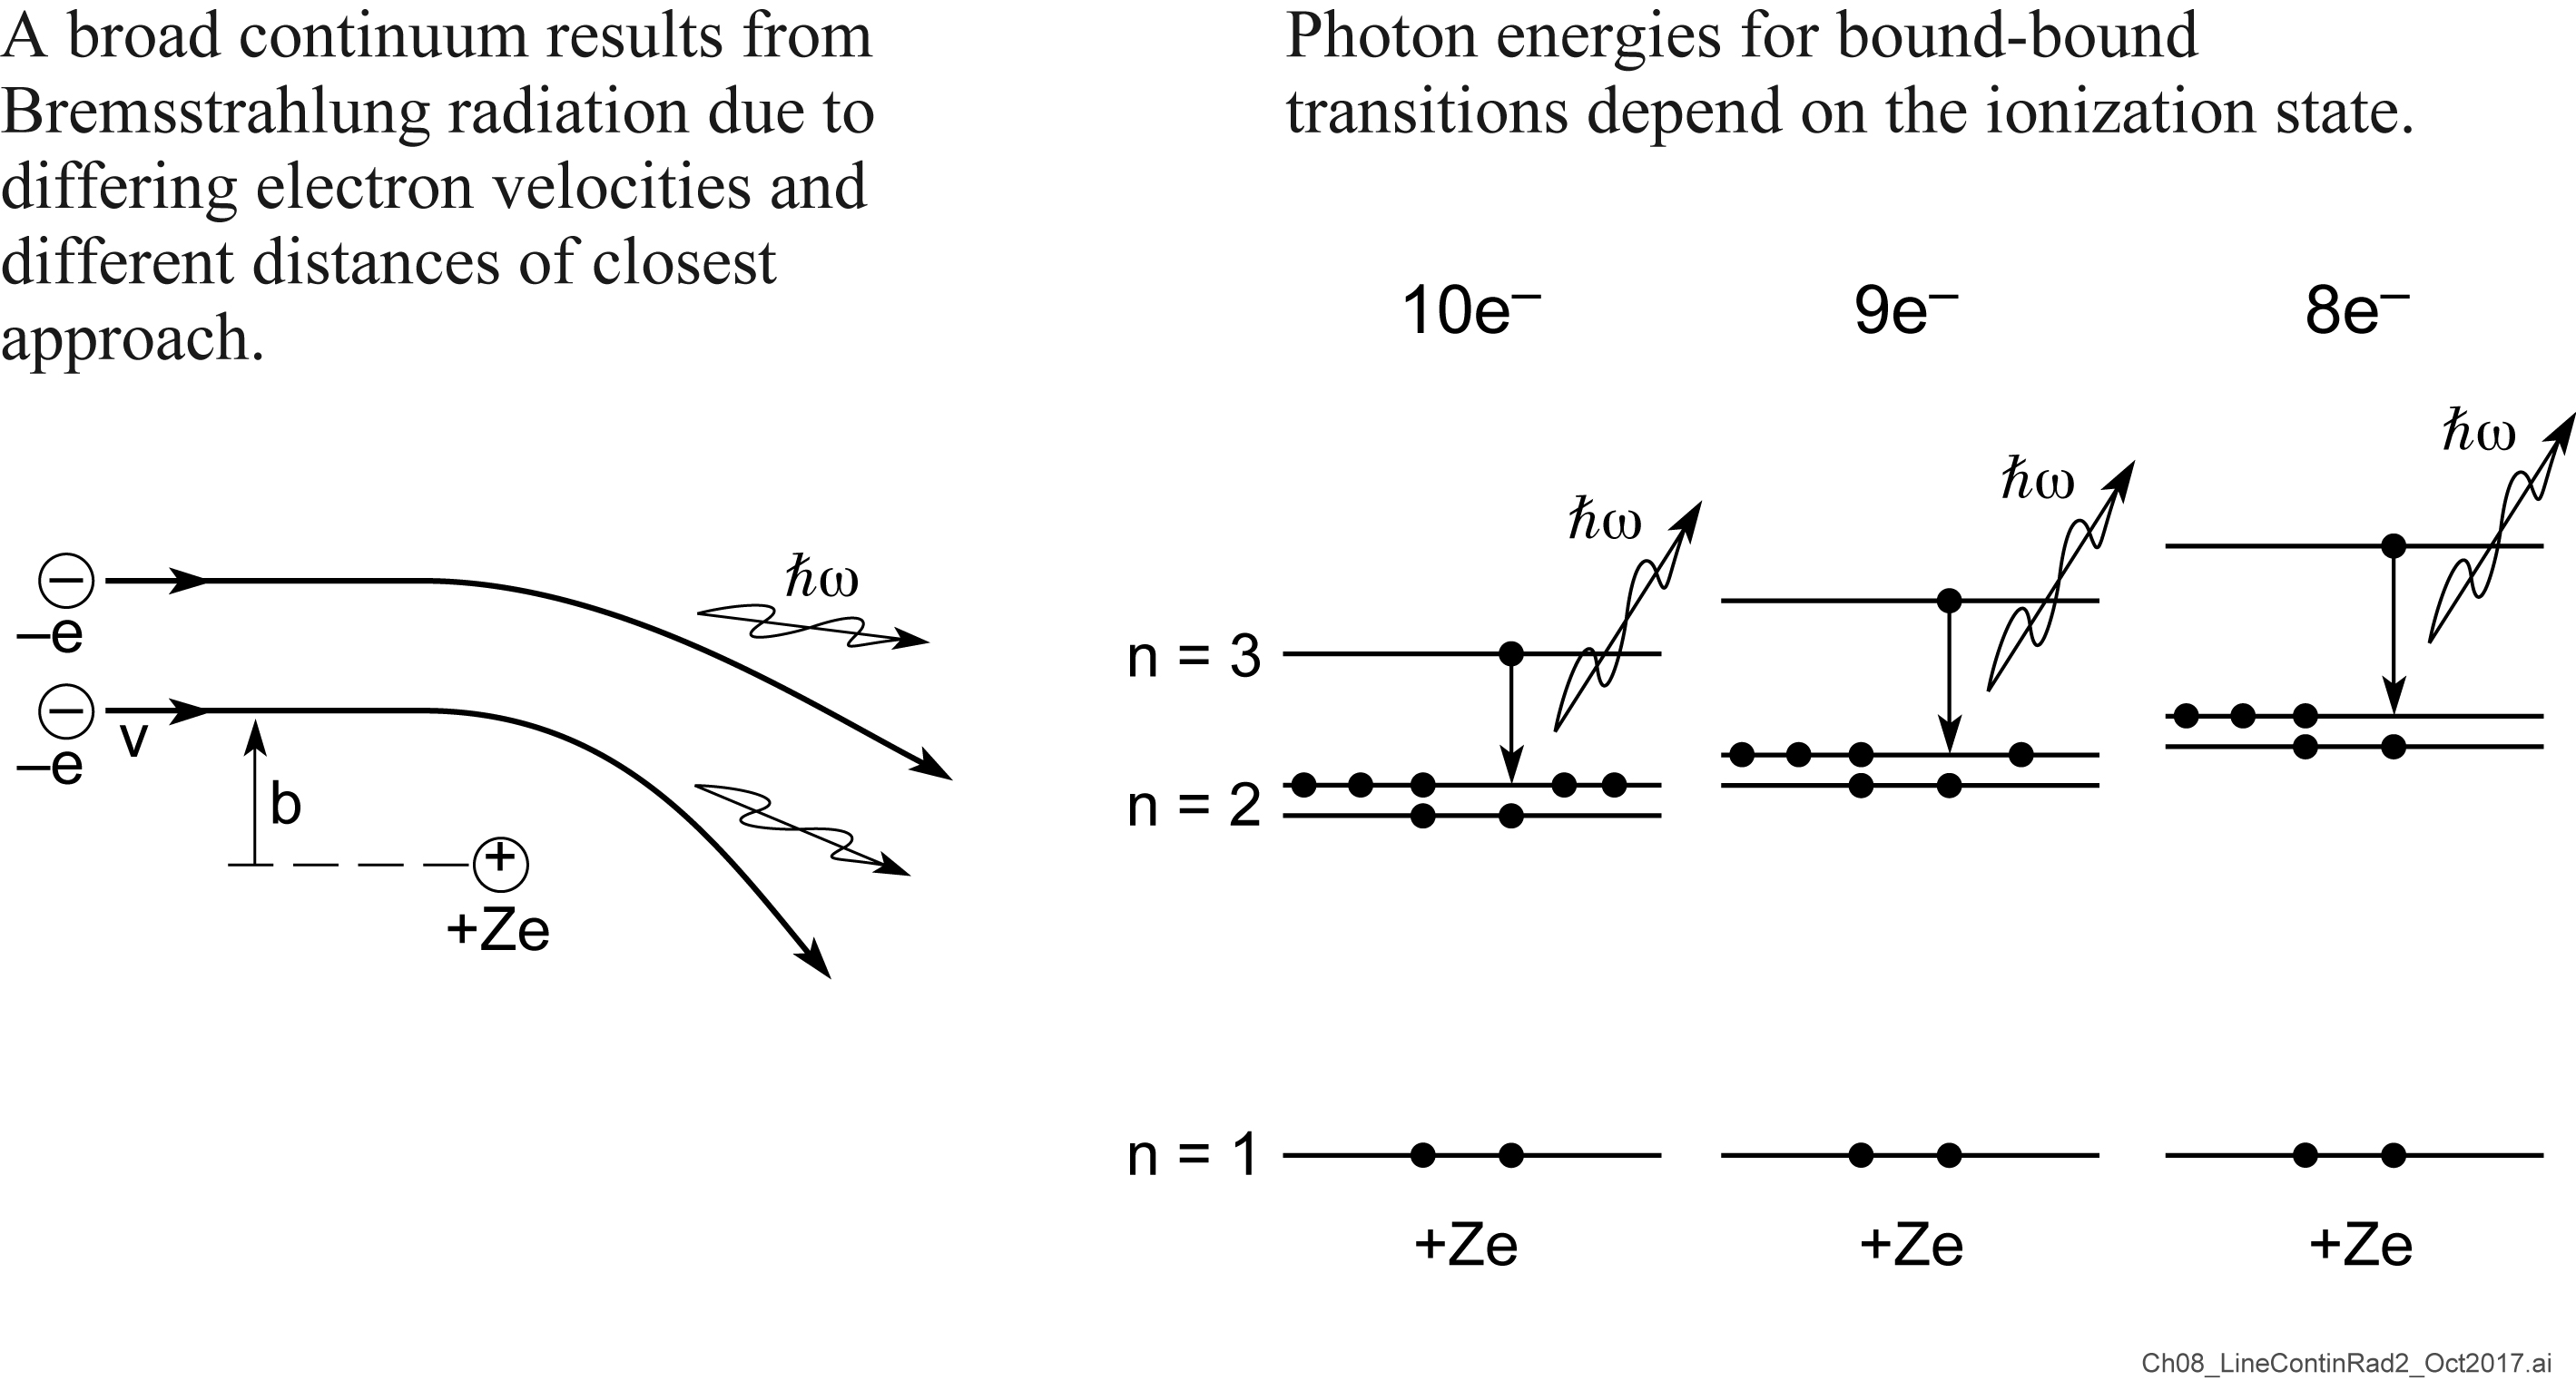 A broad continuum results from
Bremsstrahlung radiation due to
differing electron velocities and
different distances of closest
approach.
–e
–e
v
b
+Ze
ħω
Photon energies for bound-bound
transitions depend on the ionization state.
10e–
9e–
8e–
ħω
ħω
ħω
n = 3
n = 2
n = 1
+Ze
+Ze
+Ze
Ch08_LineContinRad2_Oct2017.ai